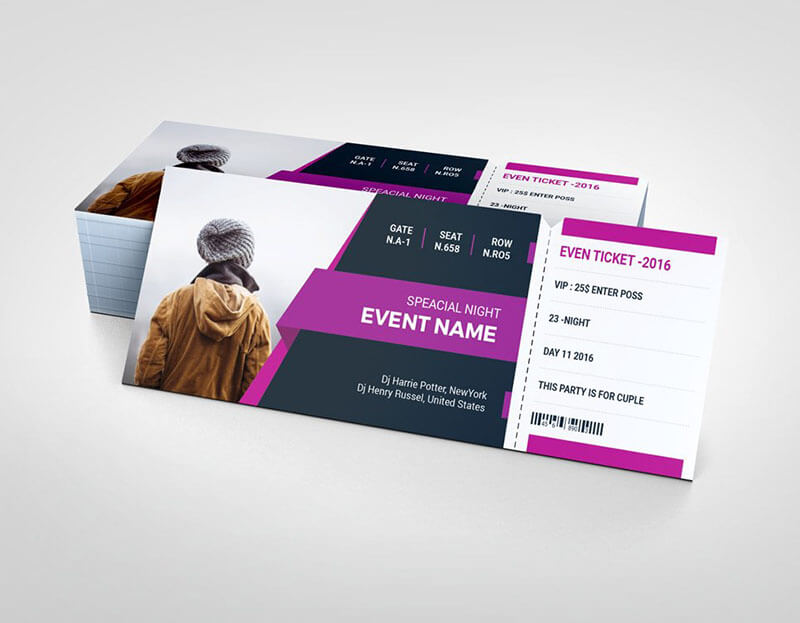 GATE SEAT ROW
N.A-1 N.658 N.RO5
SPEACIAL NIGHT
EVEN TICKET -2016
VIP : 25$ ENTER POSS
23 -NIGHT
GATE SEAT ROW
N.A-1 N.658 N.RO5
SPEACIAL NIGHT
EVENT NAME
Dj Harrie Potter, NewYork
Dj Henry Russel, United States
EVEN TICKET -2016
VIP : 25$ ENTER POSS
23 -NIGHT
DAY 11 2016
THIS PARTY IS FOR CUPLE